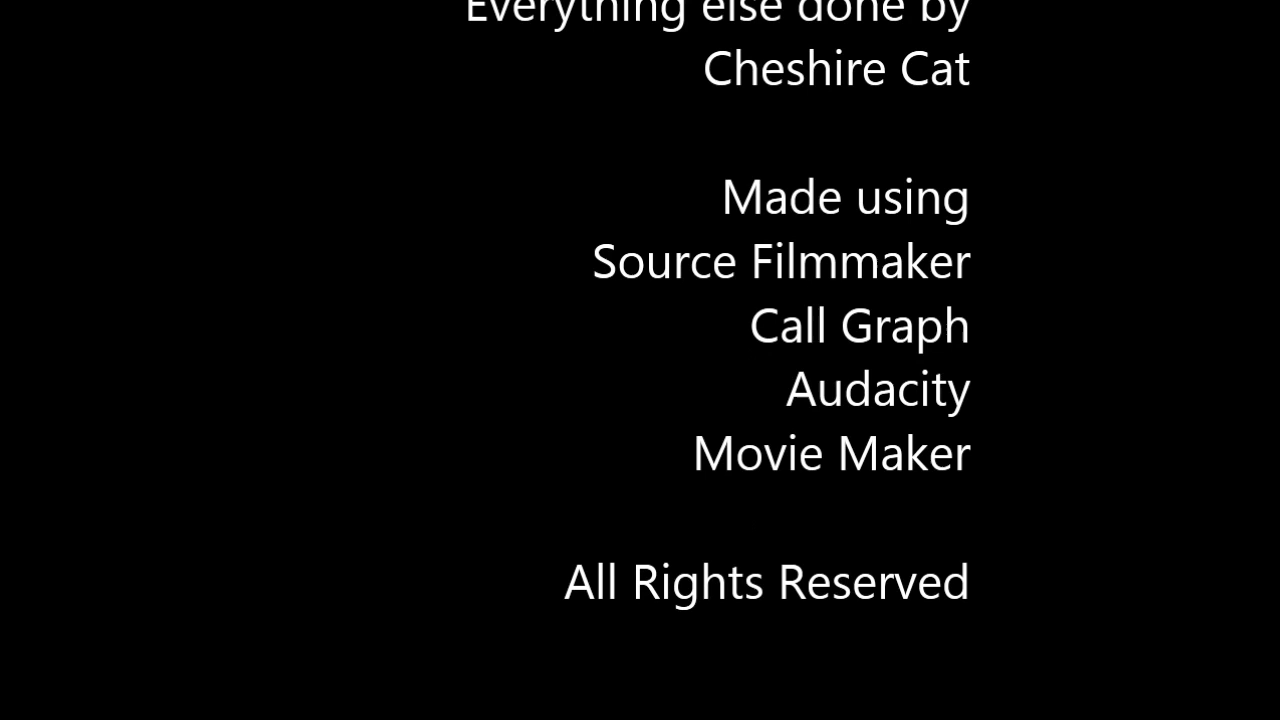 Everything else done by
Cheshire Cat
Made using
Source Filmmaker
Call Graph
Audacity
Movie Maker
All Rights Reserved